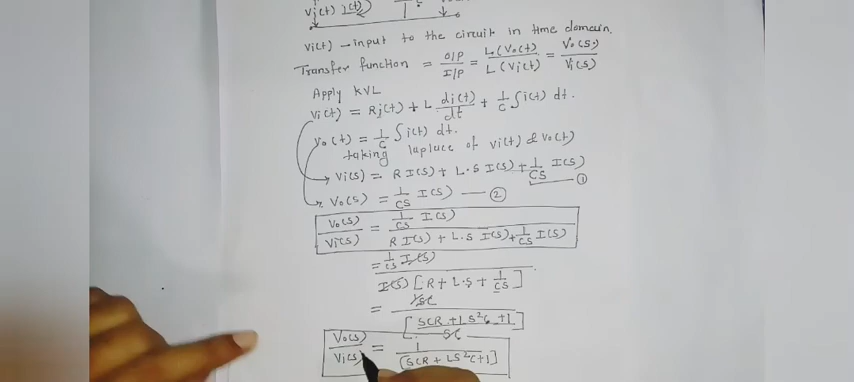 Vi(t) i(t)
Vi(t) - input to the circuit in time domain.
Transfer function = O/P / I/P = L(Vo(t)) / L(Vi(t)) = Vo(s) / Vi(s)
Apply KVL
Vi(t) = Ri(t) + L di(t)/dt + 1/C ∫i(t) dt.
Vo(t) = 1/C ∫i(t) dt.
taking laplace of Vi(t) & Vo(t)
Vi(s) = R I(s) + L.S I(s) + 1/CS I(s) ①
Vo(s) = 1/CS I(s) — ②
Vo(s)/Vi(s) = 1/CS I(s) / R I(s) + L.S I(s) + 1/CS I(s)
= 1/CS I(s) / I(s) [R + L.S + 1/CS]
= 1/SC / [SCR + LS²C + 1 / SC]
Vo(s)/Vi(s) = 1 / [SCR + LS²C + 1]